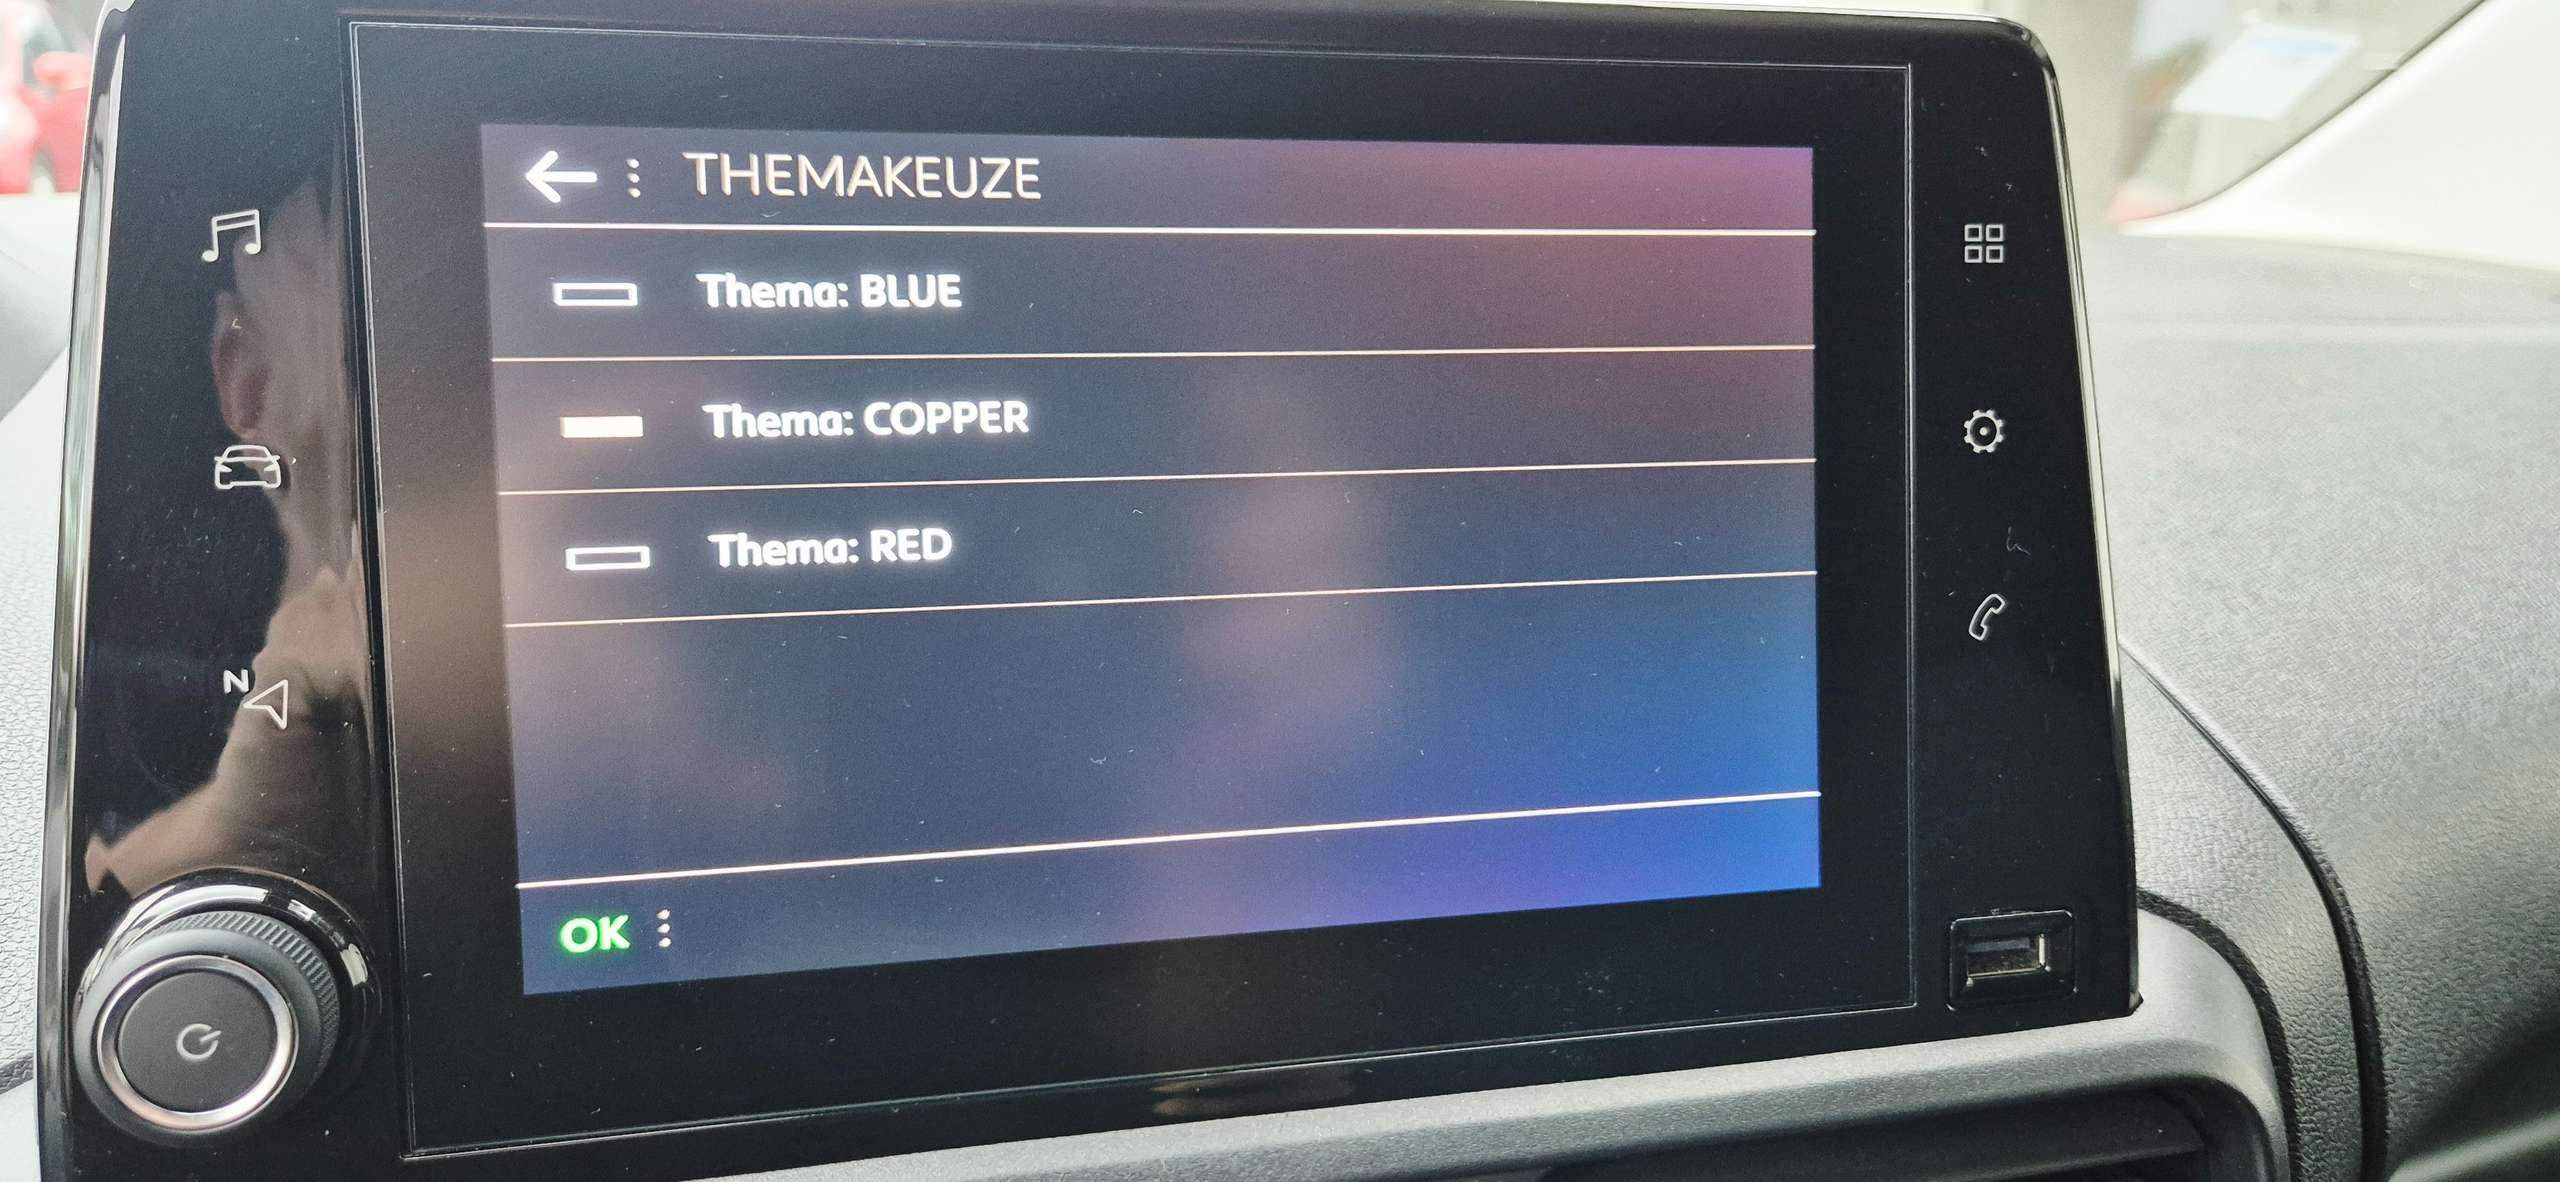 THEMAKEUZE
Thema: BLUE
Thema: COPPER
Thema: RED
N
OK